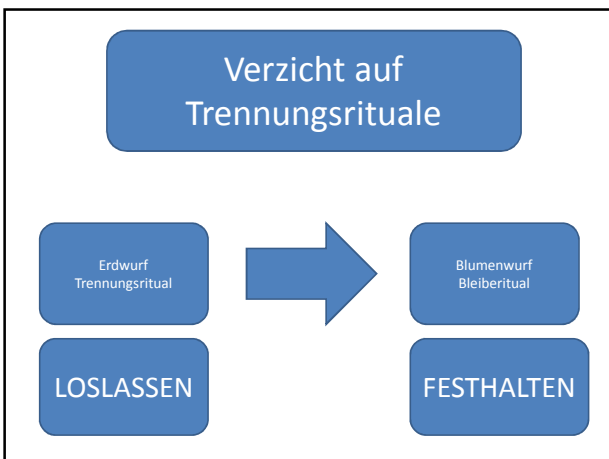 Verzicht auf
Trennungsrituale
Erdwurf
Trennungsritual
Blumenwurf
Bleiberitual
LOSLASSEN
FESTHALTEN